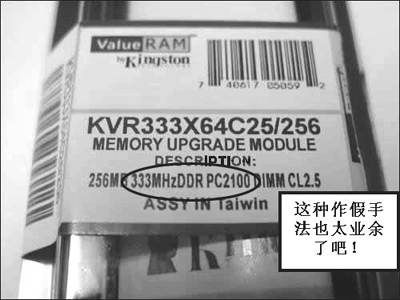 ValueRAM
by Kingston
7 40617 05059 2
KVR333X64C25/256
MEMORY UPGRADE MODULE
DESCRIPTION:
256MB 333MHzDDR PC2100 DIMM CL2.5
ASSY IN Taiwin
这种作假手
法也太业余
了吧！